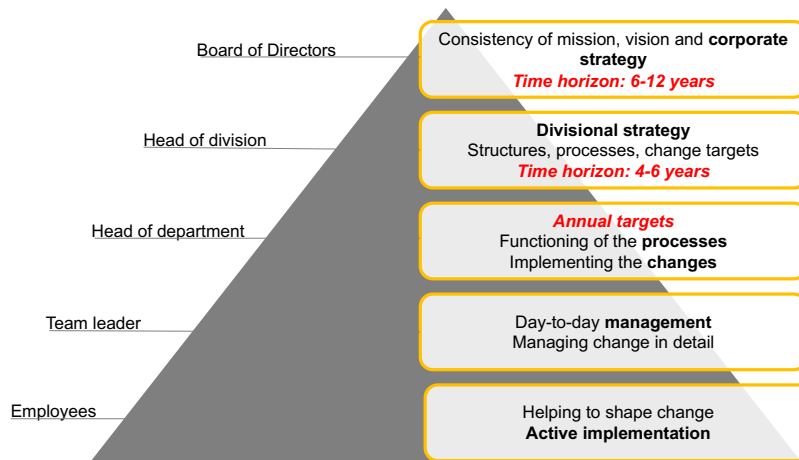 Board of Directors
Consistency of mission, vision and corporate
strategy
Time horizon: 6-12 years
Head of division
Divisional strategy
Structures, processes, change targets
Time horizon: 4-6 years
Head of department
Annual targets
Functioning of the processes
Implementing the changes
Team leader
Day-to-day management
Managing change in detail
Employees
Helping to shape change
Active implementation